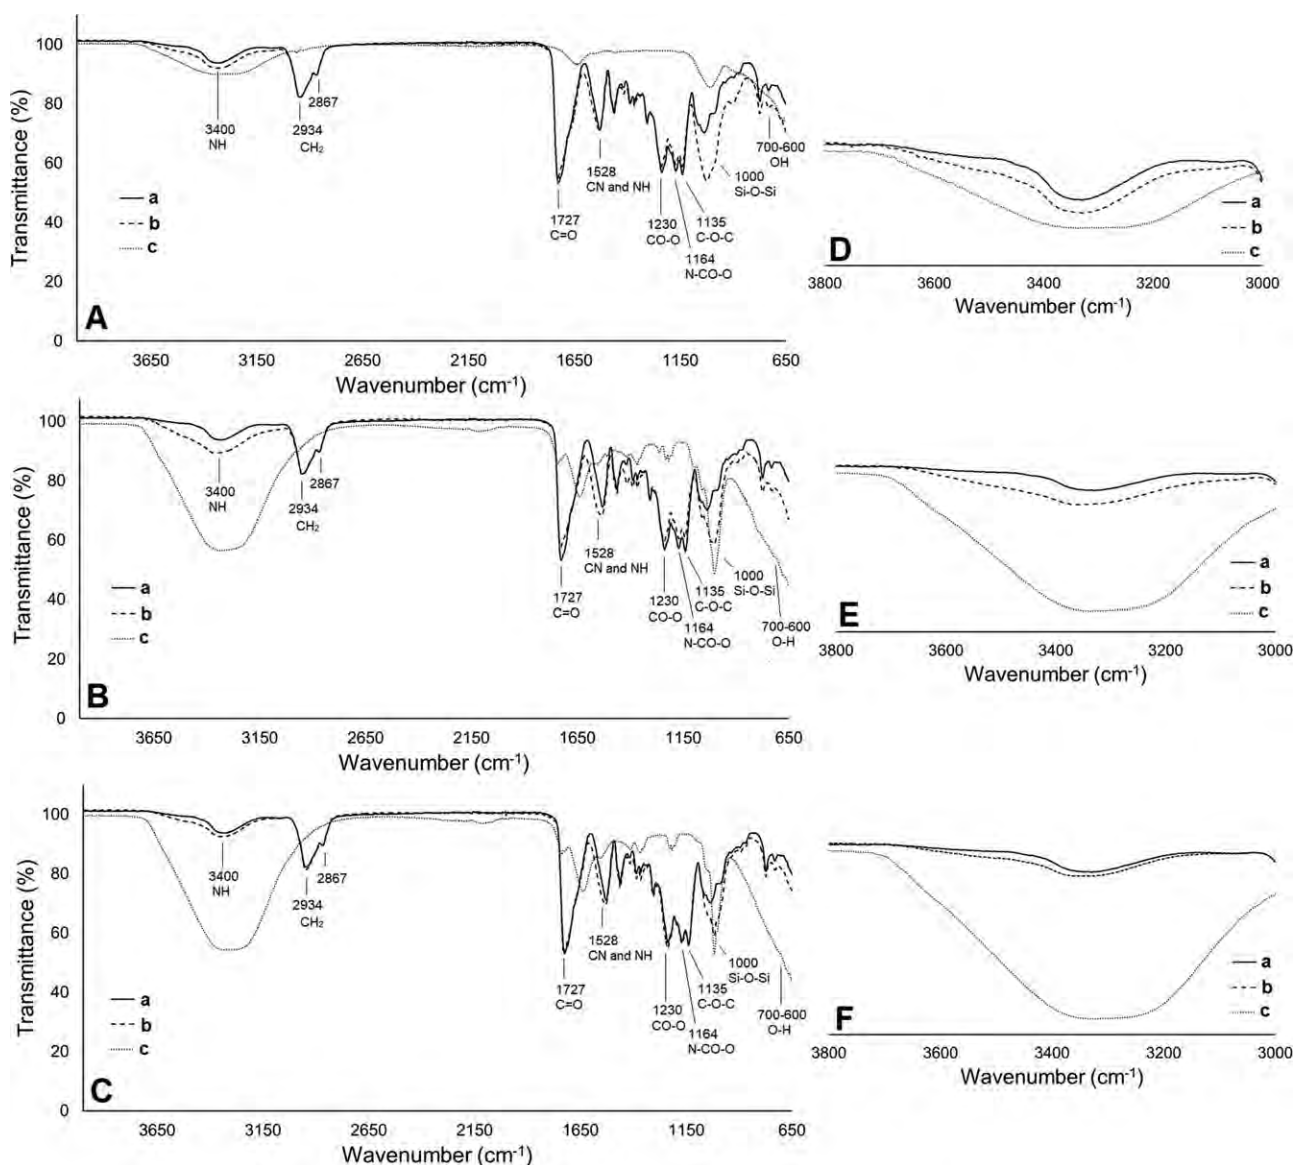 Transmittance (%)
100
80
60
40
20
0
3400
NH
2934
CH₂
2867
1727
C=O
1528
CN and NH
1230
CO-O
1164
N-CO-O
1135
C-O-C
1000
Si-O-Si
700-600
OH
a
b
c
A
3650 3150 2650 2150 1650 1150 650
Wavenumber (cm⁻¹)
D
a
b
c
3800 3600 3400 3200 3000
Wavenumber (cm⁻¹)
Transmittance (%)
100
80
60
40
20
0
3400
NH
2934
CH₂
2867
1727
C=O
1528
CN and NH
1230
CO-O
1164
N-CO-O
1135
C-O-C
1000
Si-O-Si
700-600
O-H
a
b
c
B
3650 3150 2650 2150 1650 1150 650
Wavenumber (cm⁻¹)
E
a
b
c
3800 3600 3400 3200 3000
Wavenumber (cm⁻¹)
Transmittance (%)
100
80
60
40
20
0
3400
NH
2934
CH₂
2867
1727
C=O
1528
CN and NH
1230
CO-O
1164
N-CO-O
1135
C-O-C
1000
Si-O-Si
700-600
O-H
a
b
c
C
3650 3150 2650 2150 1650 1150 650
Wavenumber (cm⁻¹)
F
a
b
c
3800 3600 3400 3200 3000
Wavenumber (cm⁻¹)